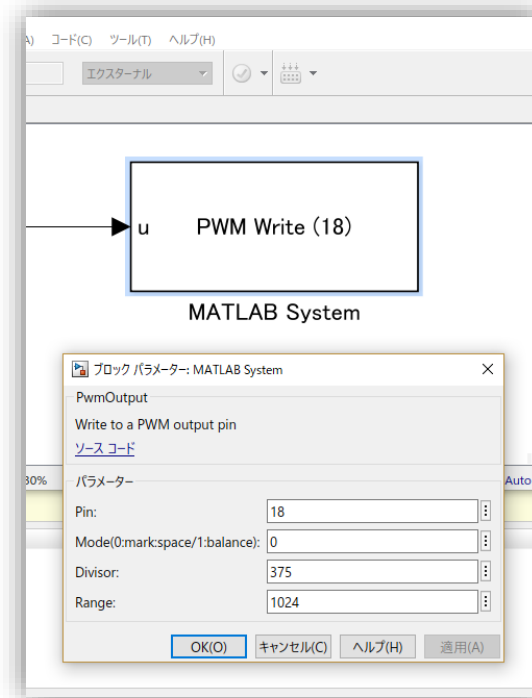 A) コード(C) ツール(T) ヘルプ(H)
エクスターナル
u PWM Write (18)
MATLAB System
ブロック パラメーター: MATLAB System
PwmOutput
Write to a PWM output pin
ソース コード
80% Auto
パラメーター
Pin: 18
Mode(0:mark:space/1:balance): 0
Divisor: 375
Range: 1024
OK(O) キャンセル(C) ヘルプ(H) 適用(A)